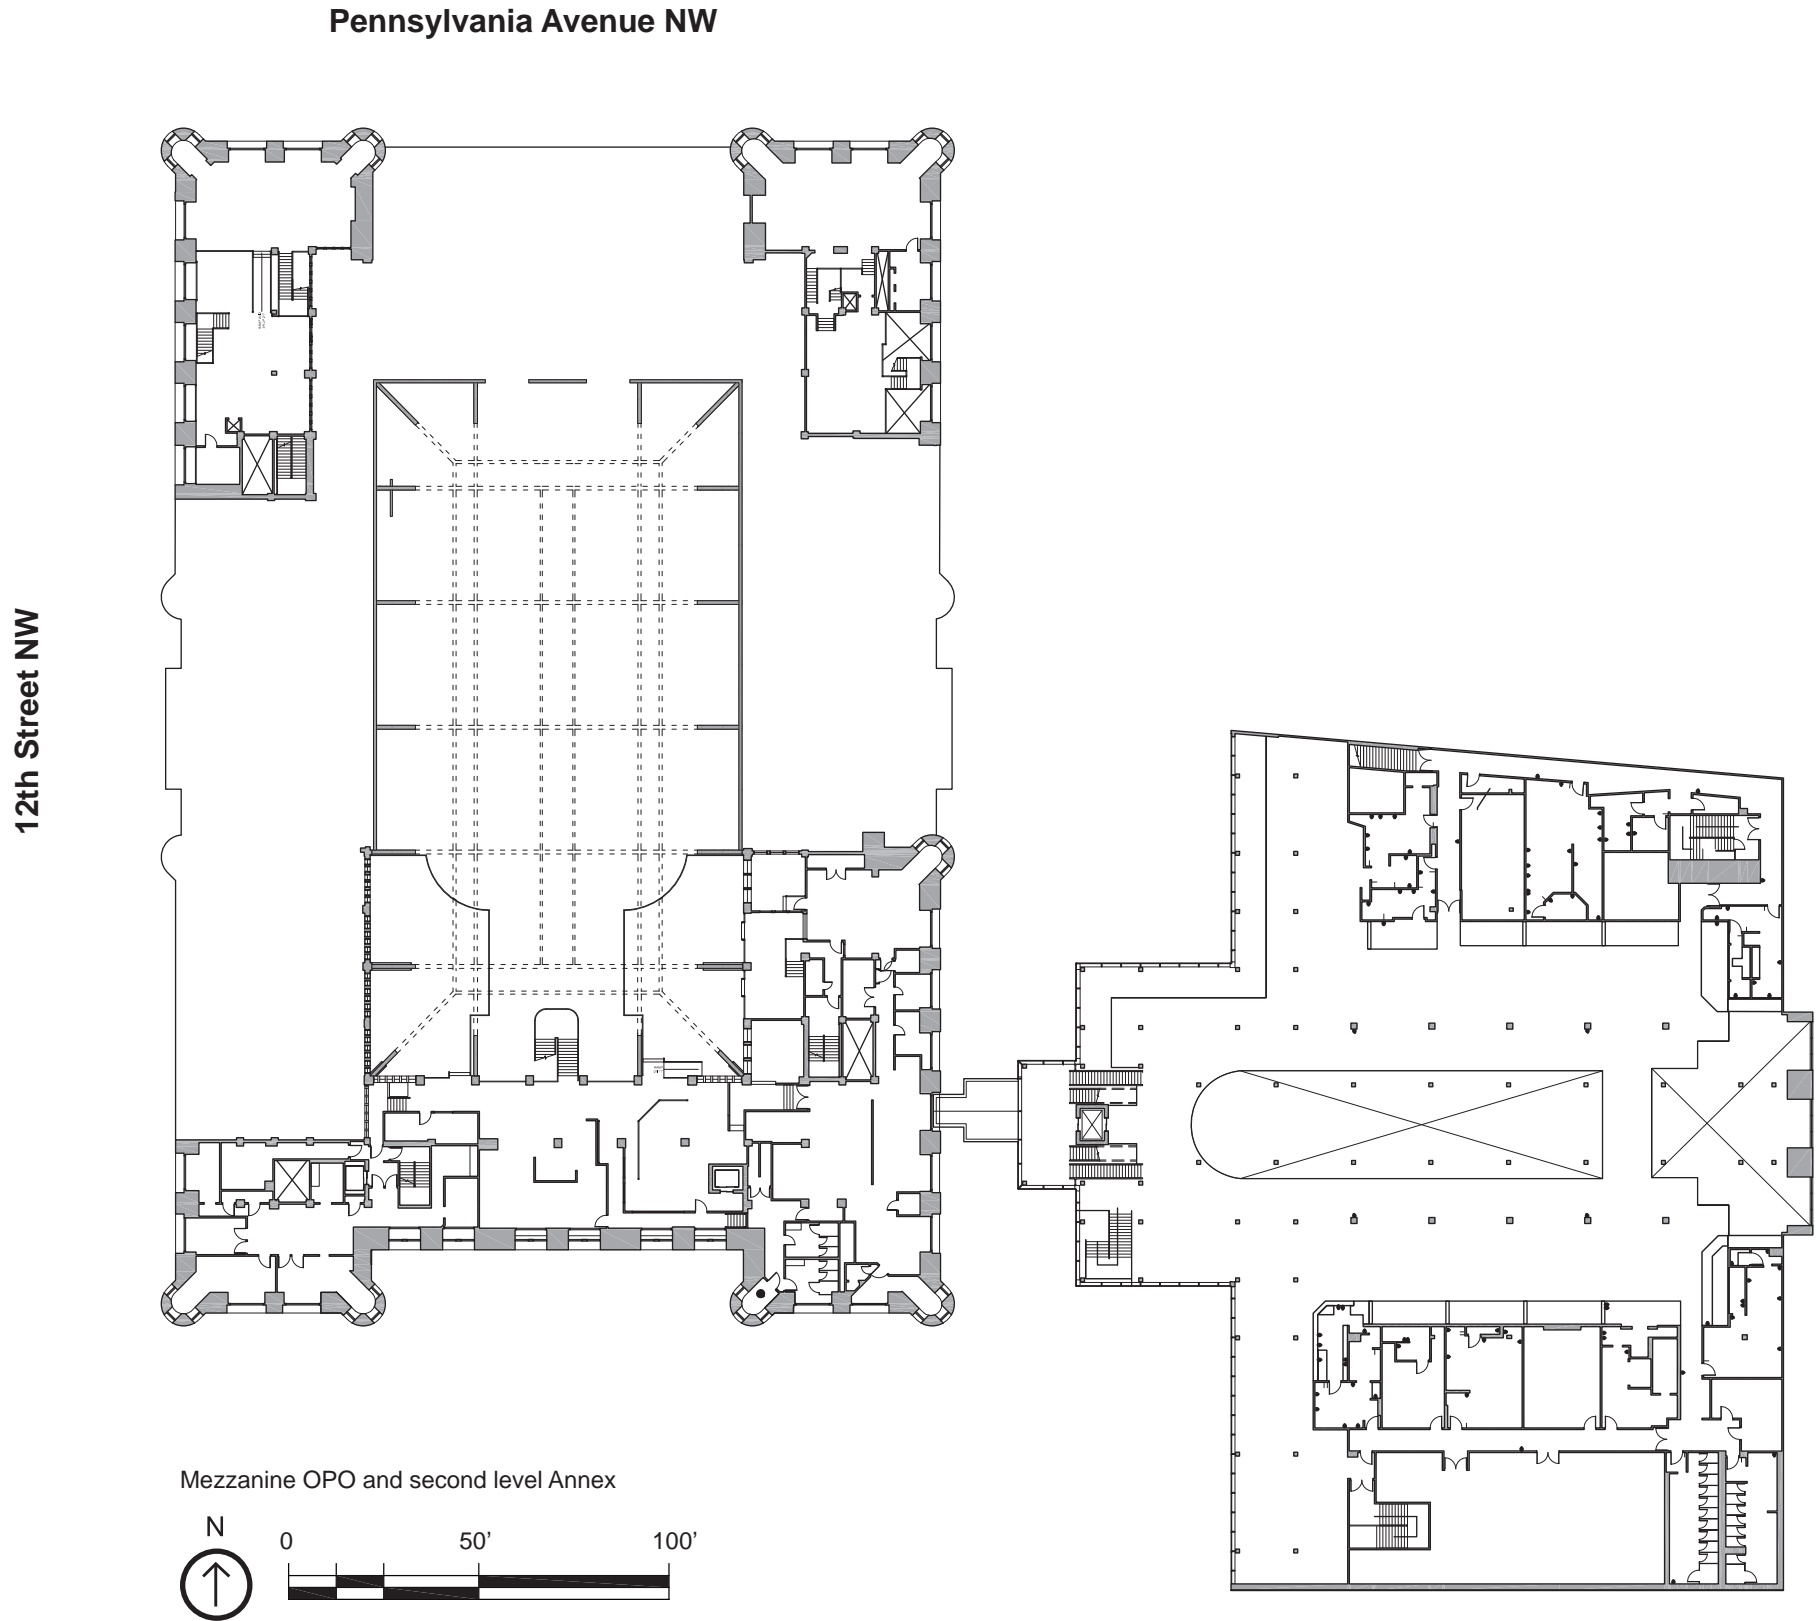 Pennsylvania Avenue NW
12th Street NW
Mezzanine OPO and second level Annex
N
0 50’ 100’